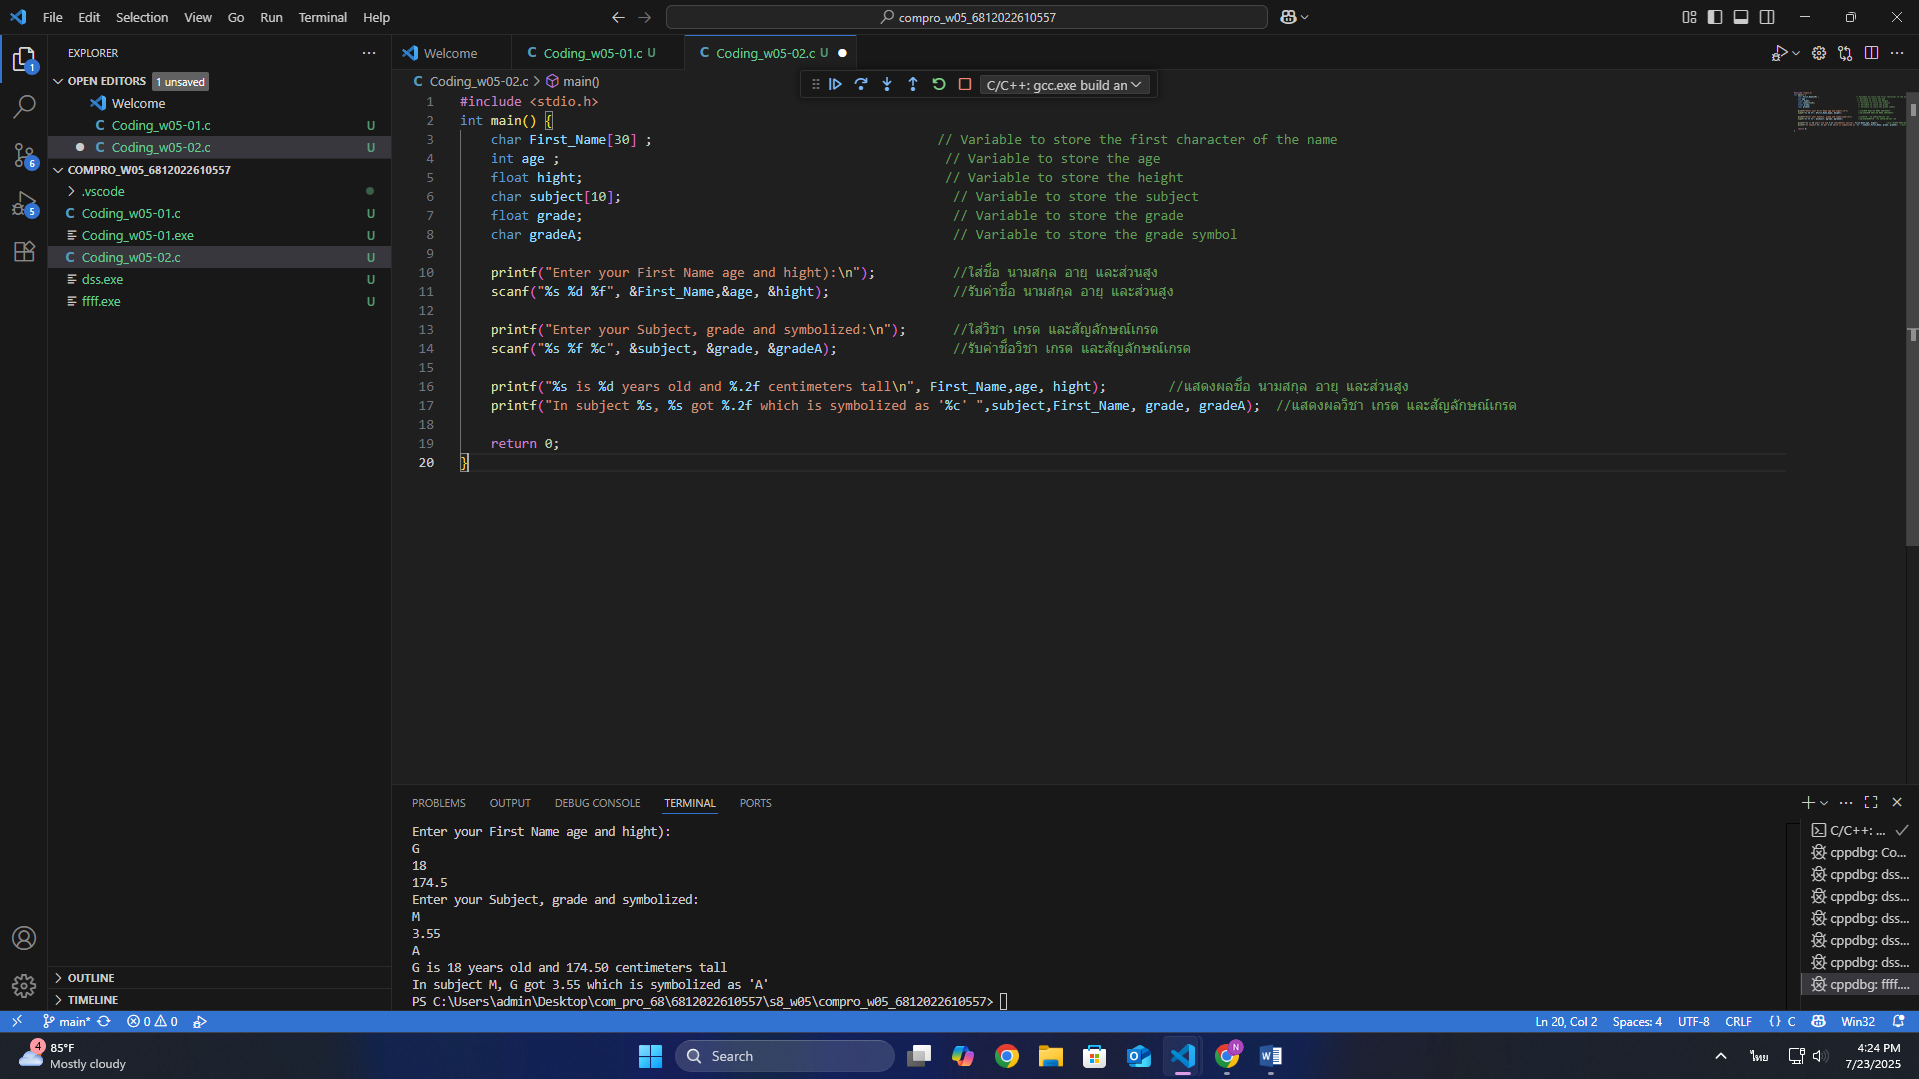 File Edit Selection View Go Run Terminal Help
compro_w05_6812022610557
EXPLORER
OPEN EDITORS 1 unsaved
Welcome
Coding_w05-01.c U
Coding_w05-02.c U
COMPRO_W05_6812022610557
.vscode
Coding_w05-01.c U
Coding_w05-01.exe U
Coding_w05-02.c U
dss.exe U
ffff.exe U
OUTLINE
TIMELINE
1
6
5
Welcome Coding_w05-01.c U Coding_w05-02.c U
Coding_w05-02.c > main()
C/C++: gcc.exe build an
1 #include <stdio.h>
2 int main() {
3 char First_Name[30] ; // Variable to store the first character of the name
4 int age ; // Variable to store the age
5 float hight; // Variable to store the height
6 char subject[10]; // Variable to store the subject
7 float grade; // Variable to store the grade
8 char gradeA; // Variable to store the grade symbol
9
10 printf("Enter your First Name age and hight):\n"); //ใส่ชื่อ นามสกุล อายุ และส่วนสูง
11 scanf("%s %d %f", &First_Name,&age, &hight); //รับค่าชื่อ นามสกุล อายุ และส่วนสูง
12
13 printf("Enter your Subject, grade and symbolized:\n"); //ใส่วิชา เกรด และสัญลักษณ์เกรด
14 scanf("%s %f %c", &subject, &grade, &gradeA); //รับค่าชื่อวิชา เกรด และสัญลักษณ์เกรด
15
16 printf("%s is %d years old and %.2f centimeters tall\n", First_Name,age, hight); //แสดงผลชื่อ นามสกุล อายุ และส่วนสูง
17 printf("In subject %s, %s got %.2f which is symbolized as '%c' ",subject,First_Name, grade, gradeA); //แสดงผลวิชา เกรด และสัญลักษณ์เกรด
18
19 return 0;
20 }
PROBLEMS OUTPUT DEBUG CONSOLE TERMINAL PORTS
Enter your First Name age and hight):
G
18
174.5
Enter your Subject, grade and symbolized:
M
3.55
A
G is 18 years old and 174.50 centimeters tall
In subject M, G got 3.55 which is symbolized as 'A'
PS C:\Users\admin\Desktop\com_pro_68\6812022610557\s8_w05\compro_w05_6812022610557>
C/C++: ...
cppdbg: Co...
cppdbg: dss...
cppdbg: dss...
cppdbg: dss...
cppdbg: dss...
cppdbg: dss...
cppdbg: ffff....
main* 0 0 Ln 20, Col 2 Spaces: 4 UTF-8 CRLF {} C Win32
4 85°F
Mostly cloudy
Search
N
ไทย
4:24 PM
7/23/2025